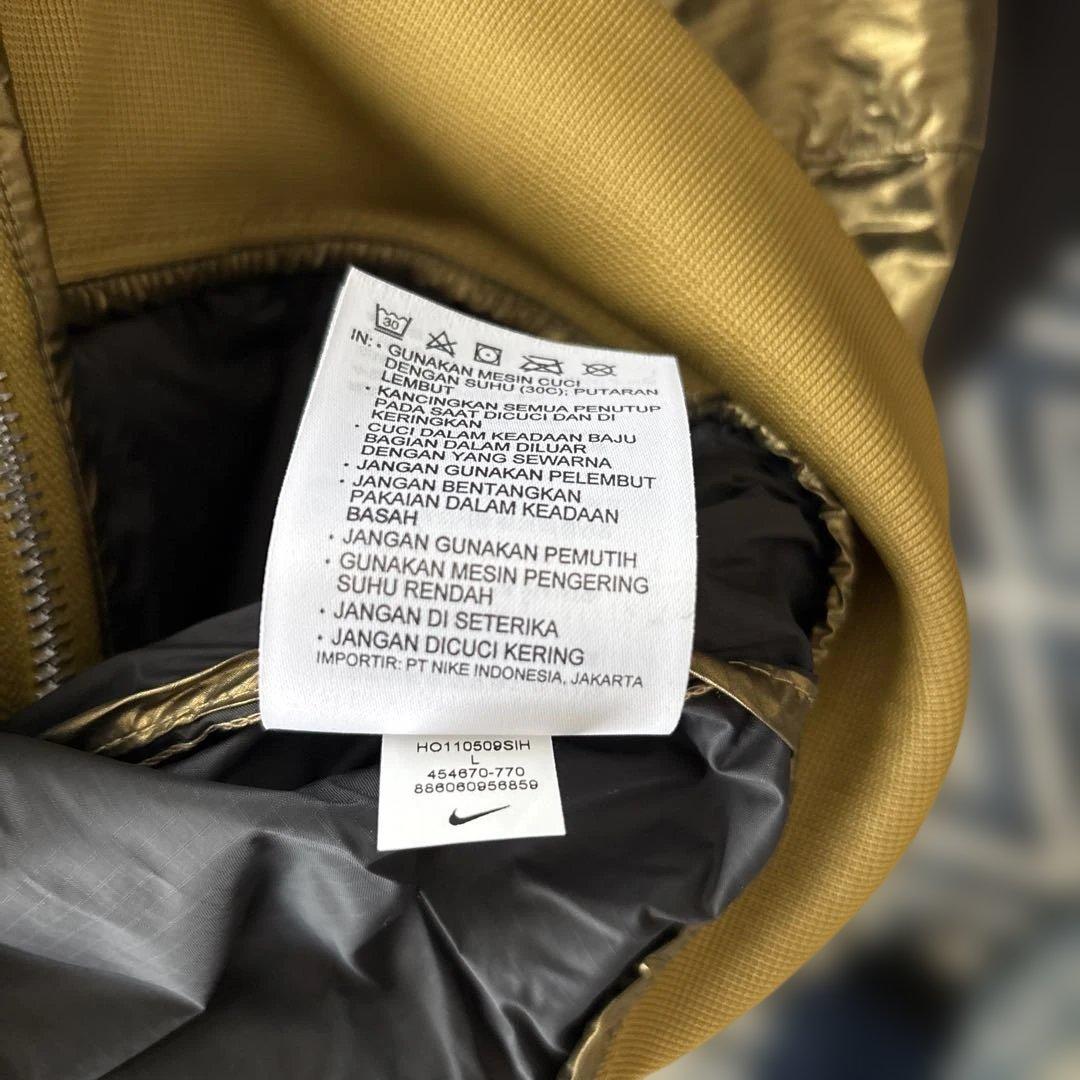 30
IN: • GUNAKAN MESIN CUCI
DENGAN SUHU (30C); PUTARAN
LEMBUT
• KANCINGKAN SEMUA PENUTUP
PADA SAAT DICUCI DAN DI
KERINGKAN
• CUCI DALAM KEADAAN BAJU
BAGIAN DALAM DILUAR
DENGAN YANG SEWARNA
• JANGAN GUNAKAN PELEMBUT
• JANGAN BENTANGKAN
PAKAIAN DALAM KEADAAN
BASAH
• JANGAN GUNAKAN PEMUTIH
• GUNAKAN MESIN PENGERING
SUHU RENDAH
• JANGAN DI SETERIKA
• JANGAN DICUCI KERING
IMPORTIR: PT NIKE INDONESIA, JAKARTA
HO110509SIH
L
454670-770
886060956859